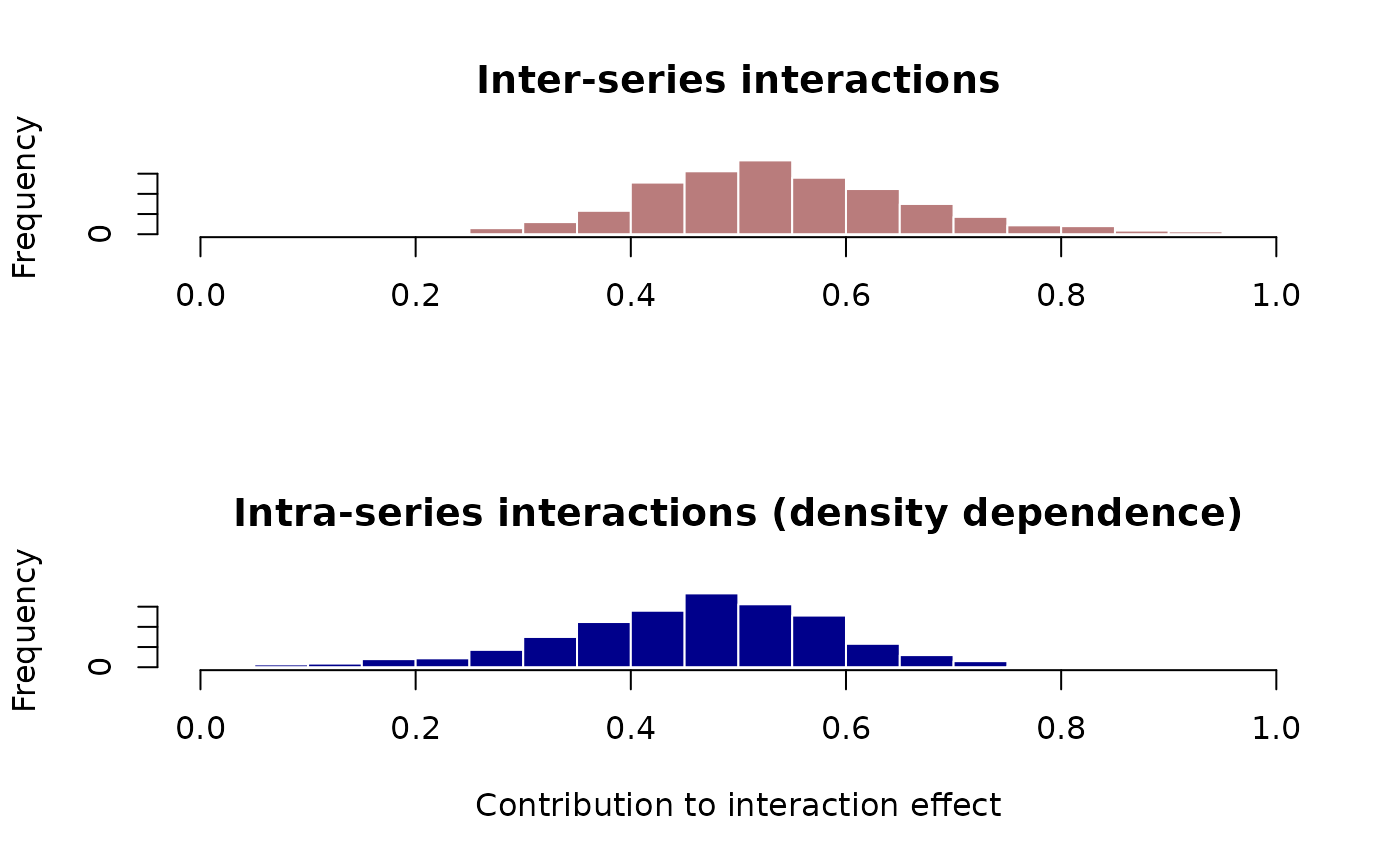 Inter-series interactions
Frequency
0
0.0 0.2 0.4 0.6 0.8 1.0
Intra-series interactions (density dependence)
Frequency
0
0.0 0.2 0.4 0.6 0.8 1.0
Contribution to interaction effect